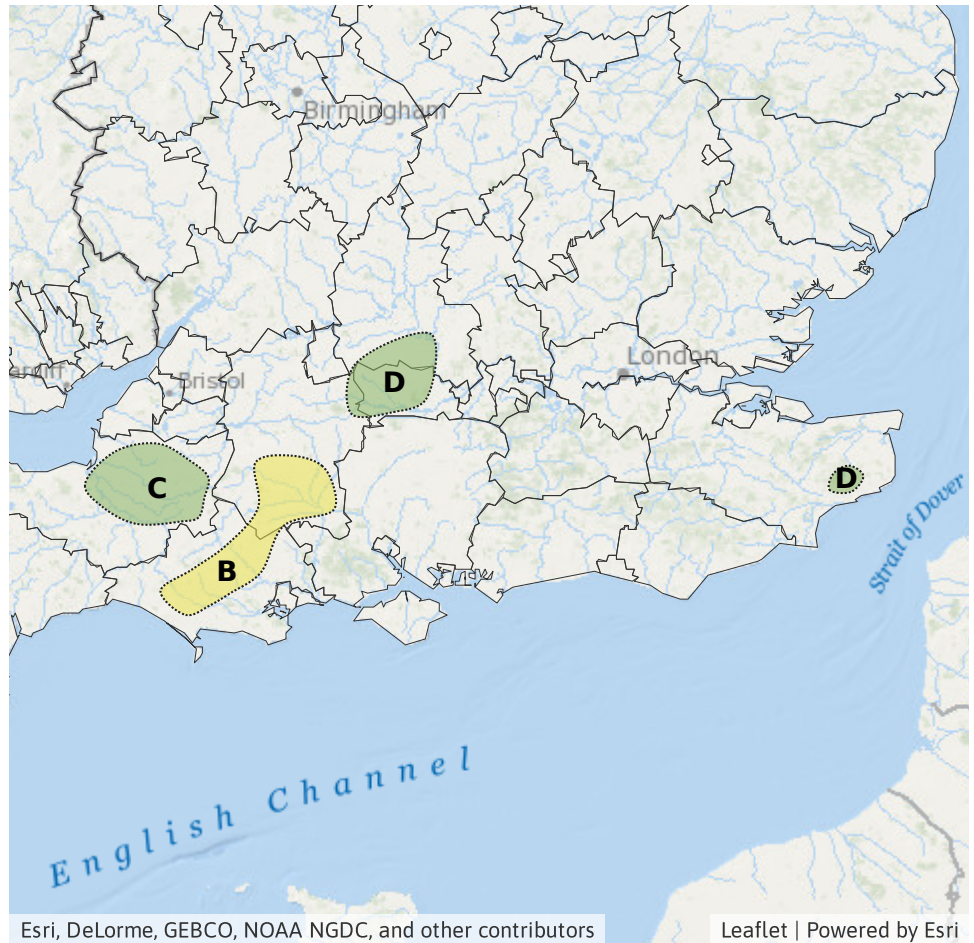 Birmingham
London
ardiff
Bristol
D
C
D
B
Strait of Dover
English Channel
Esri, DeLorme, GEBCO, NOAA NGDC, and other contributors
Leaflet | Powered by Esri